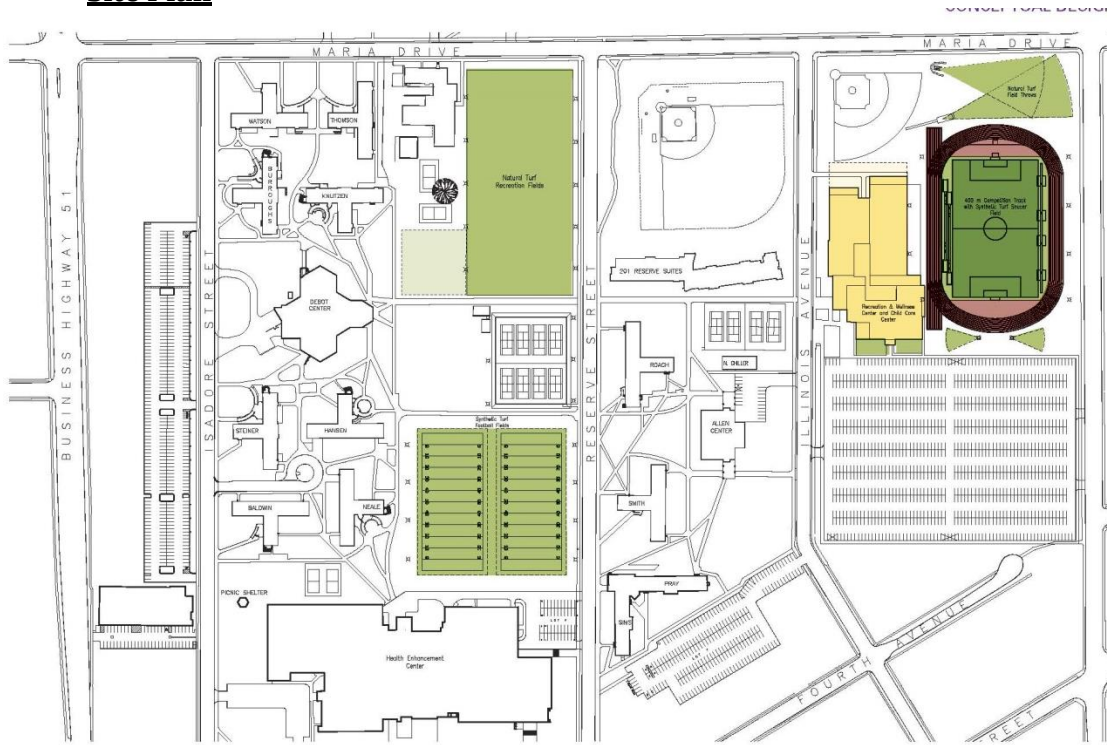 Site Plan
CONCEPTUAL DESIGN
MARIA DRIVE
MARIA DRIVE
BUSINESS HIGHWAY 51
ISADORE STREET
RESERVE STREET
ILLINOIS AVENUE
FOURTH AVENUE
STREET
WATSON
THOMSON
BURROUGHS
KNUTZEN
DEBOT
CENTER
STEINER
HANSEN
BALDWIN
NEALE
PICNIC SHELTER
Health Enhancement
Center
LOT F
Natural Turf
Recreation Fields
Synthetic Turf
Football Fields
201 RESERVE SUITES
ROACH
N. CHILLER
ALLEN
CENTER
SMITH
PRAY
SIMS
Natural Turf
Field Throws
400 m Competition Track
with Synthetic Turf Soccer
Field
Recreation & Wellness
Center and Child Care
Center